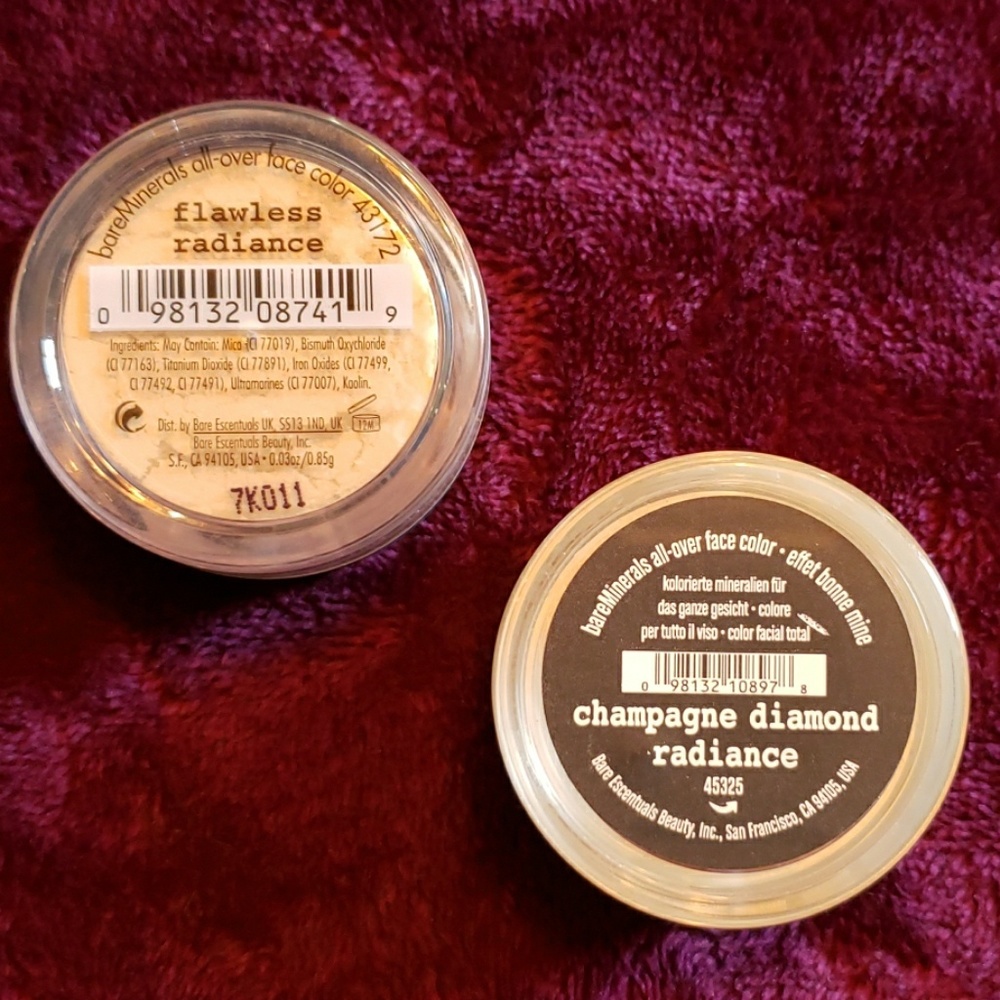 bareMinerals all-over face color 43172
flawless
radiance
0 98132 08741 9
Ingredients: May Contain: Mica (CI 77019), Bismuth Oxychloride
(CI 77163), Titanium Dioxide (CI 77891), Iron Oxides (CI 77499,
CI 77492, CI 77491), Ultramarines (CI 77007), Kaolin.
Dist. by Bare Escentuals UK, SS13 1ND, UK
12M
Bare Escentuals Beauty, Inc.
S.F., CA 94105, USA • 0.03oz/0.85g
7K011
bareMinerals all-over face color • effet bonne mine
kolorierte mineralien für
das ganze gesicht • colore
per tutto il viso • color facial total
0 98132 10897 8
champagne diamond
radiance
45325
Bare Escentuals Beauty, Inc., San Francisco, CA 94105, USA